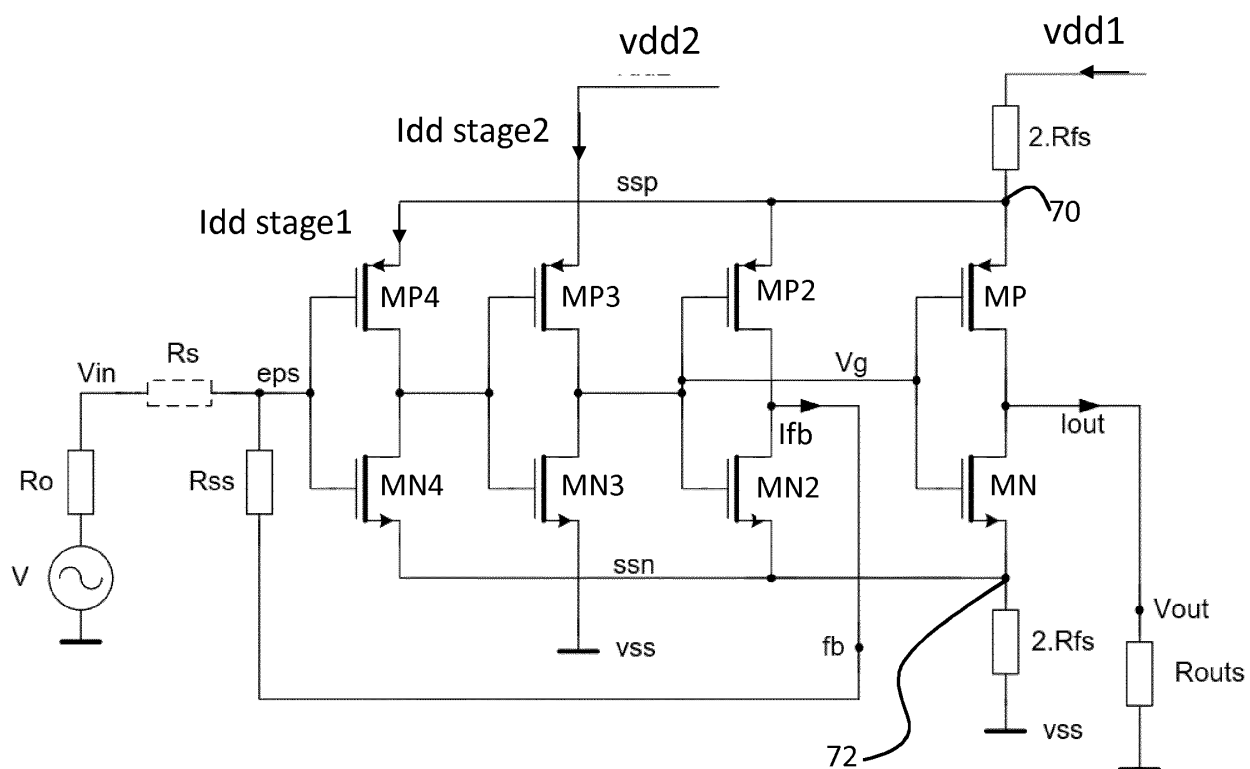 vdd2
vdd1
Idd stage2
2.Rfs
ssp
70
Idd stage1
MP4
MP3
MP2
MP
Rs
Vin
eps
Vg
Ifb
Iout
Ro
Rss
MN4
MN3
MN2
MN
V
ssn
Vout
vss
fb
2.Rfs
Routs
vss
72